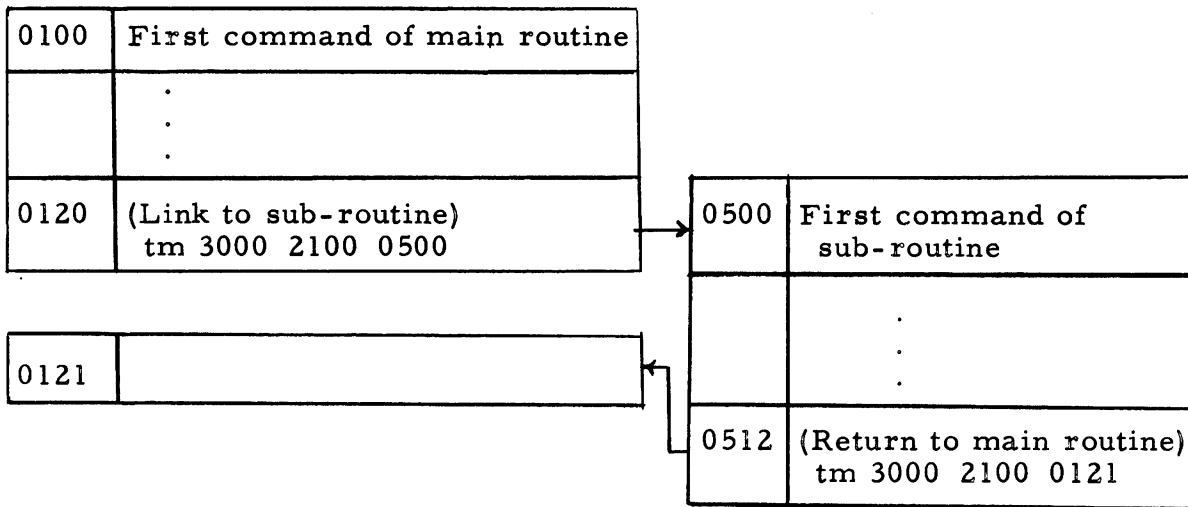 0100 First command of main routine
.
.
.
0120 (Link to sub-routine)
tm 3000 2100 0500
0500 First command of
sub-routine
.
.
.
0121
0512 (Return to main routine)
tm 3000 2100 0121